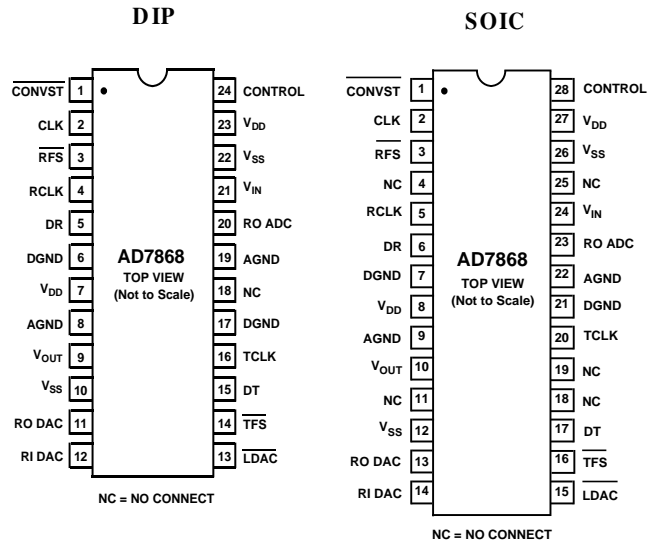 DIP
CONVST 1 24 CONTROL
CLK 2 23 VDD
RFS 3 22 VSS
RCLK 4 21 VIN
DR 5 20 RO ADC
DGND 6 19 AGND
VDD 7 18 NC
AGND 8 17 DGND
VOUT 9 16 TCLK
VSS 10 15 DT
RO DAC 11 14 TFS
RI DAC 12 13 LDAC
AD7868
TOP VIEW
(Not to Scale)
NC = NO CONNECT
SOIC
CONVST 1 28 CONTROL
CLK 2 27 VDD
RFS 3 26 VSS
NC 4 25 NC
RCLK 5 24 VIN
DR 6 23 RO ADC
DGND 7 22 AGND
VDD 8 21 DGND
AGND 9 20 TCLK
VOUT 10 19 NC
NC 11 18 NC
VSS 12 17 DT
RO DAC 13 16 TFS
RI DAC 14 15 LDAC
AD7868
TOP VIEW
(Not to Scale)
NC = NO CONNECT